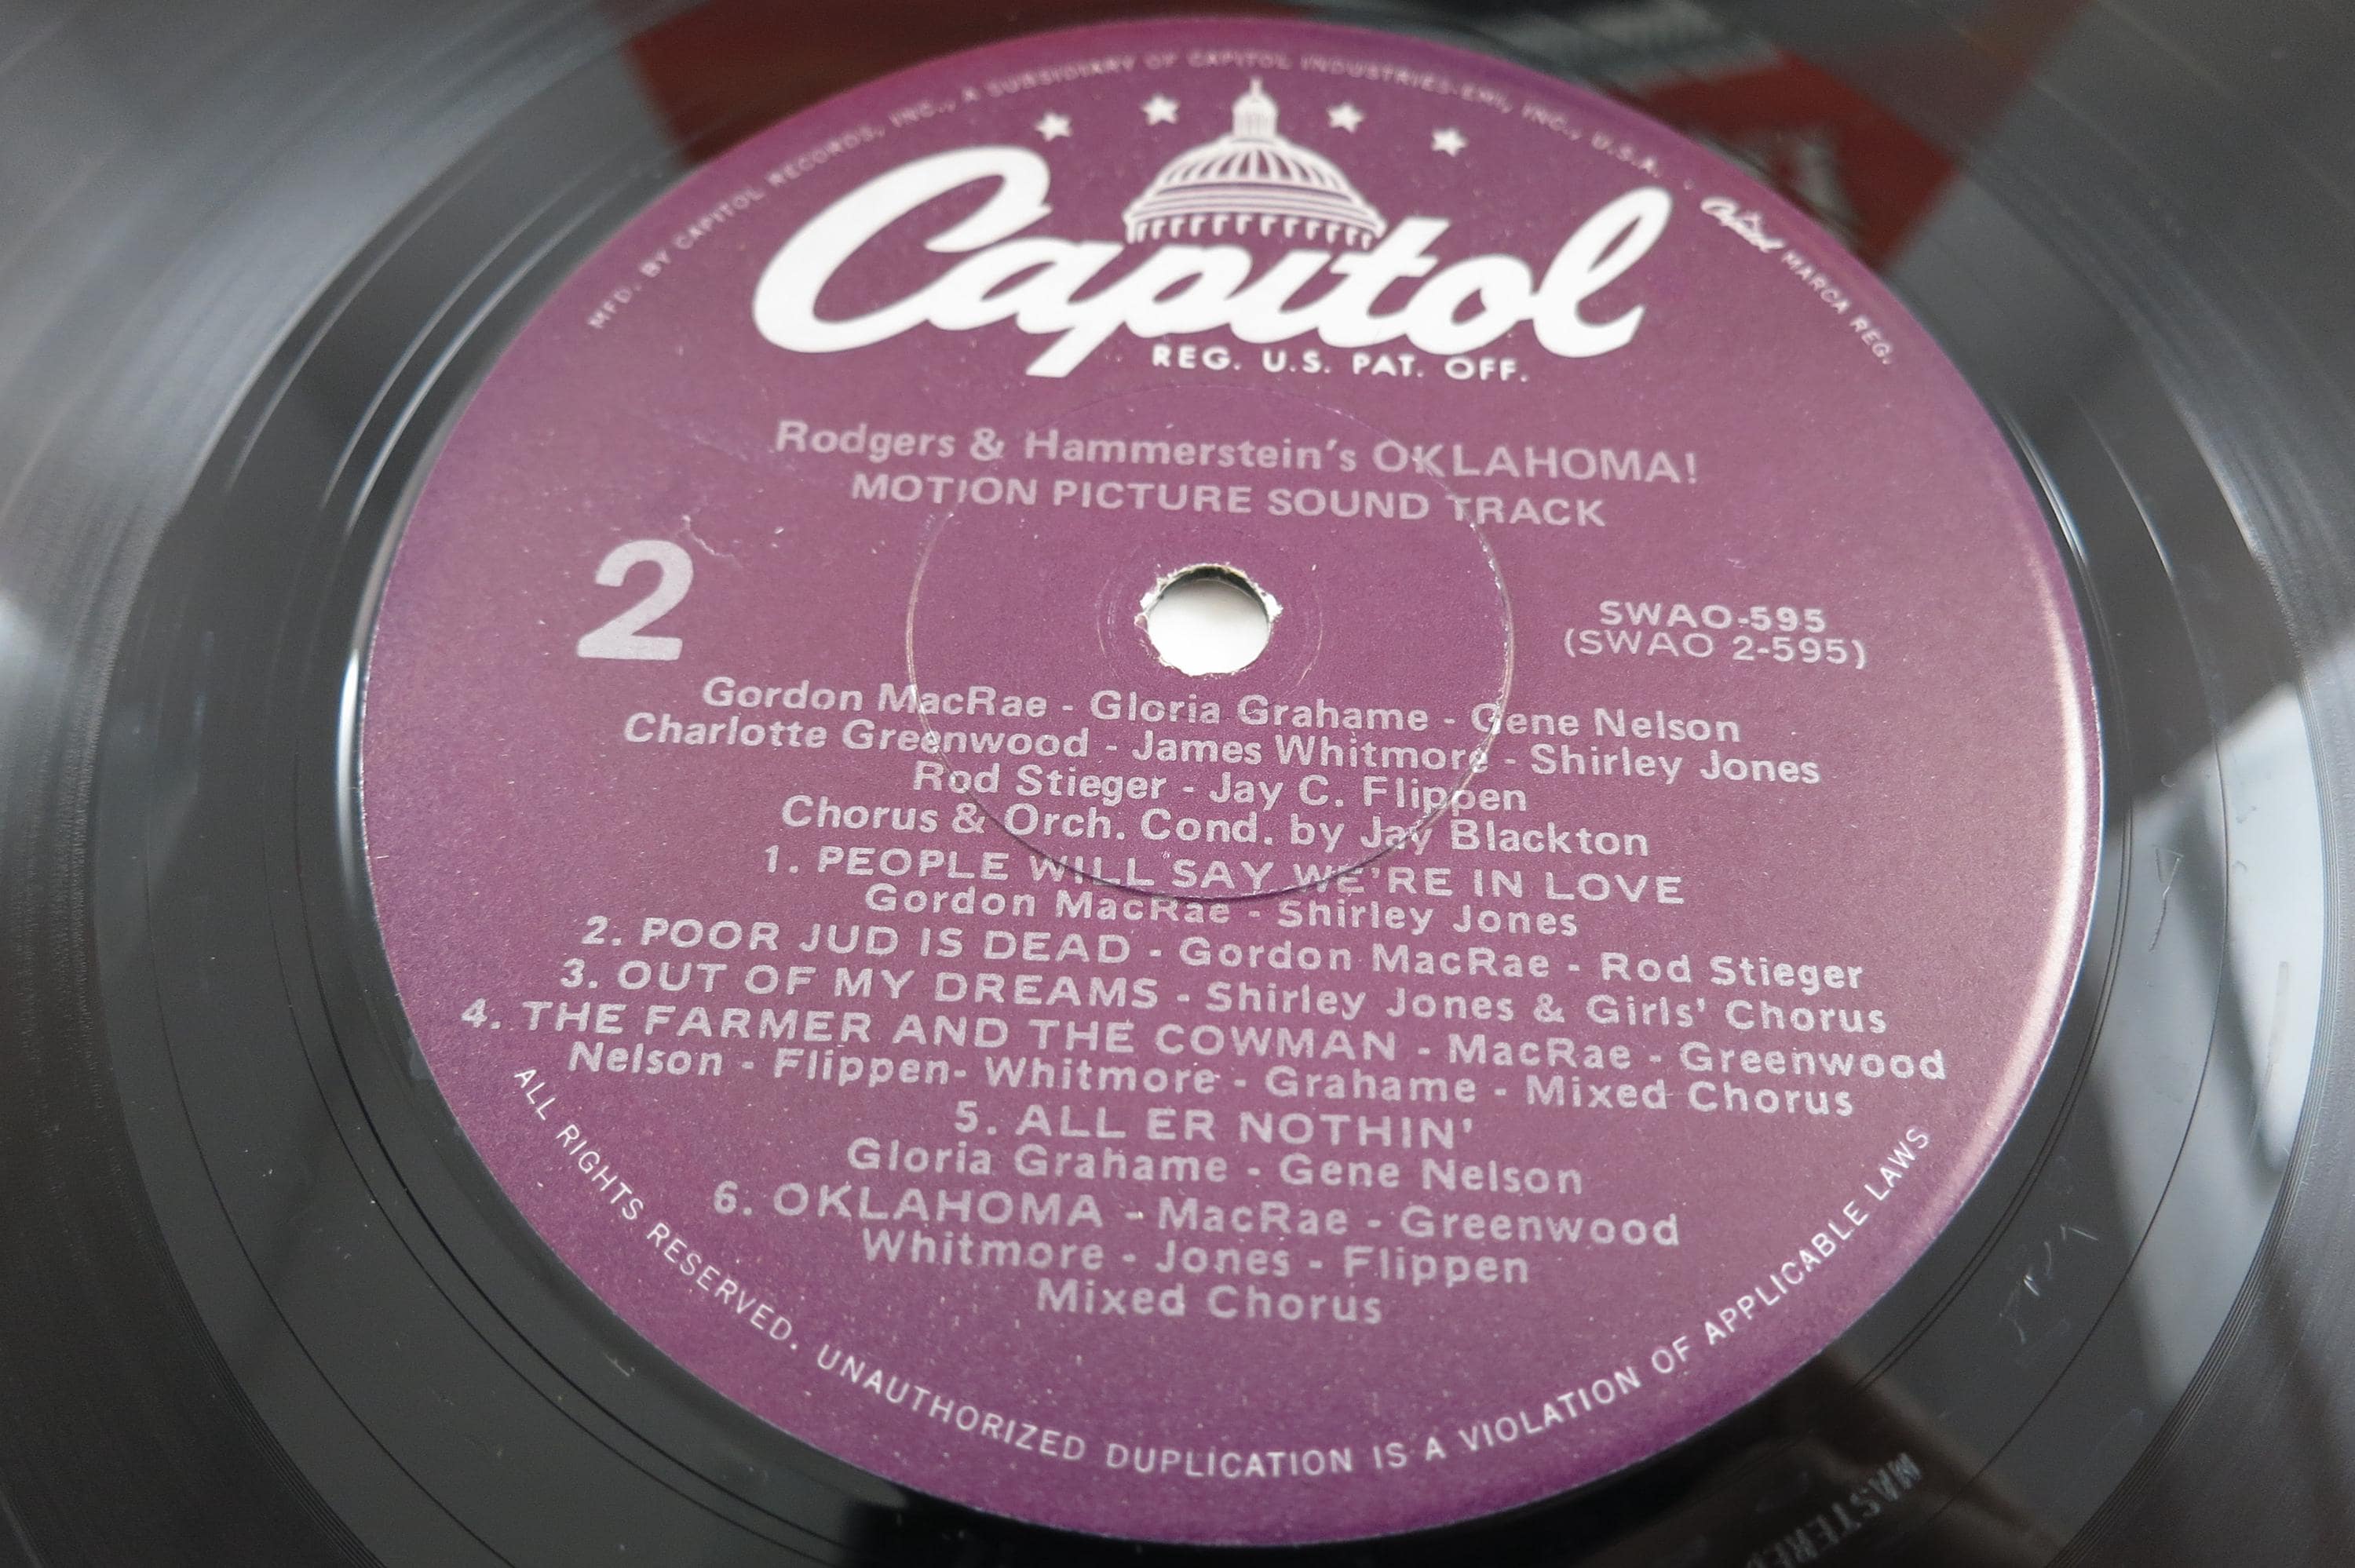 MFD. BY CAPITOL RECORDS, INC., A SUBSIDIARY OF CAPITOL INDUSTRIES-EMI, INC., U.S.A. • Capitol MARCA REG.
Capitol
REG. U.S. PAT. OFF.
Rodgers & Hammerstein's OKLAHOMA!
MOTION PICTURE SOUND TRACK
2
SWAO-595
(SWAO 2-595)
Gordon MacRae - Gloria Grahame - Gene Nelson
Charlotte Greenwood - James Whitmore - Shirley Jones
Rod Stieger - Jay C. Flippen
Chorus & Orch. Cond. by Jay Blackton
1. PEOPLE WILL SAY WE'RE IN LOVE
Gordon MacRae - Shirley Jones
2. POOR JUD IS DEAD - Gordon MacRae - Rod Stieger
3. OUT OF MY DREAMS - Shirley Jones & Girls' Chorus
4. THE FARMER AND THE COWMAN - MacRae - Greenwood
Nelson - Flippen- Whitmore - Grahame - Mixed Chorus
5. ALL ER NOTHIN'
Gloria Grahame - Gene Nelson
6. OKLAHOMA - MacRae - Greenwood
Whitmore - Jones - Flippen
Mixed Chorus
ALL RIGHTS RESERVED. UNAUTHORIZED DUPLICATION IS A VIOLATION OF APPLICABLE LAWS
MASTERED